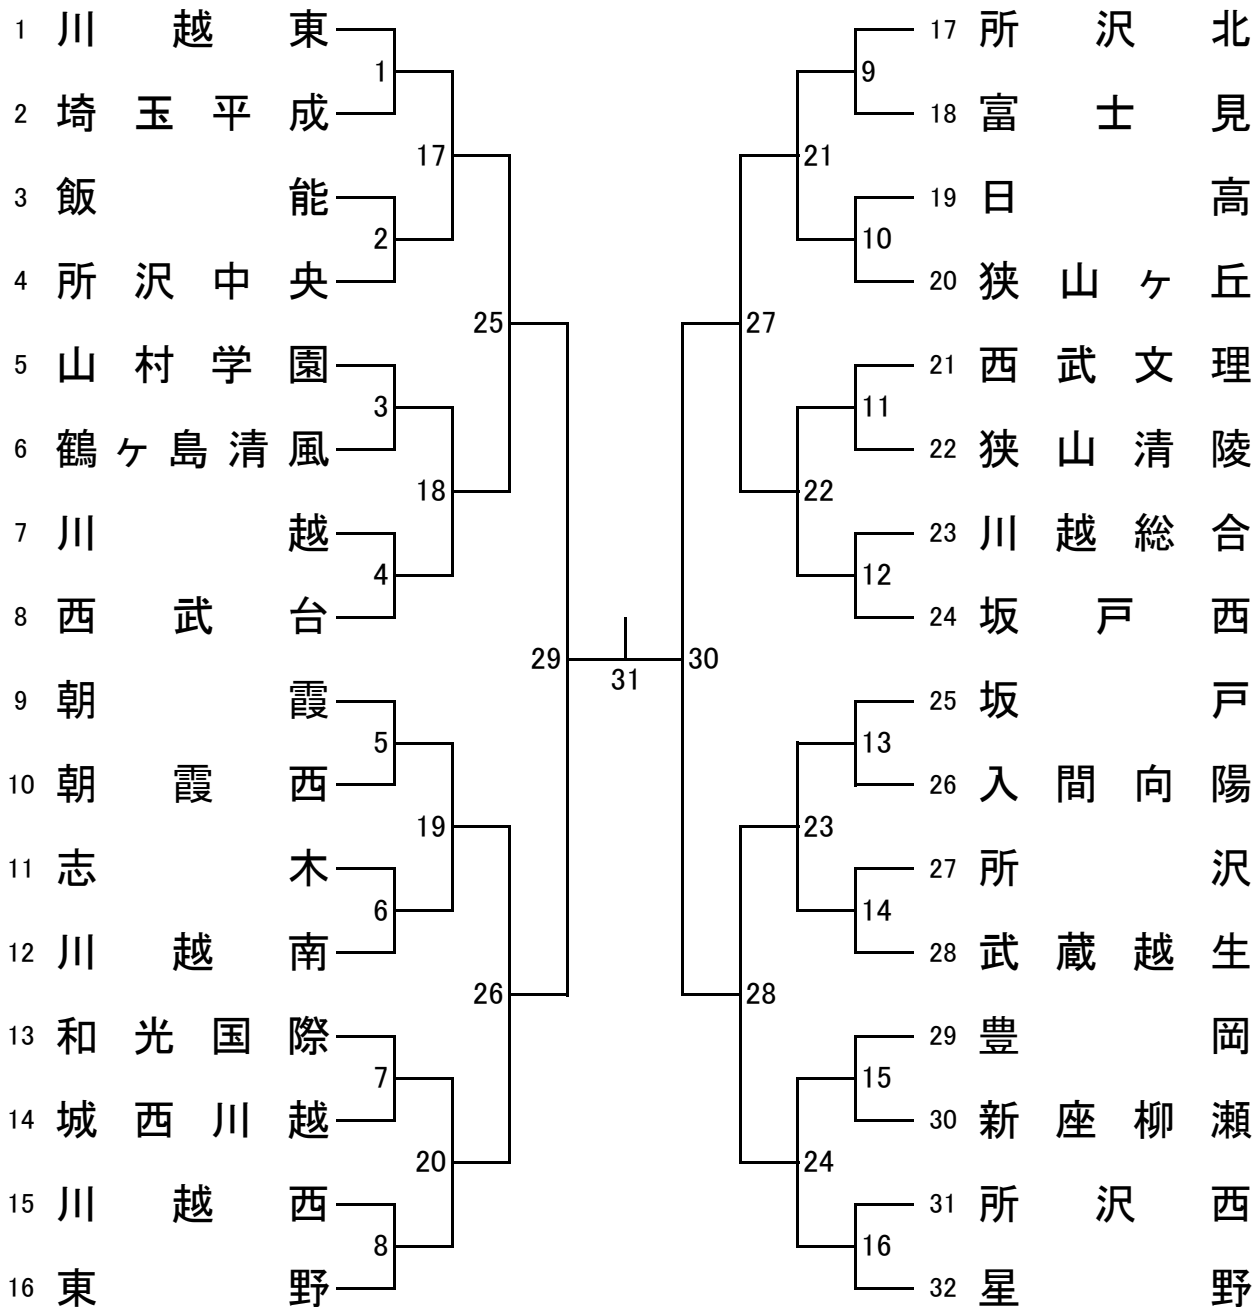 1 川越東
1
2 埼玉平成
17
3 飯能
2
4 所沢中央
25
5 山村学園
3
6 鶴ヶ島清風
18
7 川越
4
8 西武台
29
9 朝霞
5
10 朝霞西
19
11 志木
6
12 川越南
26
13 和光国際
7
14 城西川越
20
15 川越西
8
16 東野
31
17 所沢北
9
18 富士見
21
19 日高
10
20 狭山ヶ丘
27
21 西武文理
11
22 狭山清陵
22
23 川越総合
12
24 坂戸西
30
25 坂戸
13
26 入間向陽
23
27 所沢
14
28 武蔵越生
28
29 豊岡
15
30 新座柳瀬
24
31 所沢西
16
32 星野